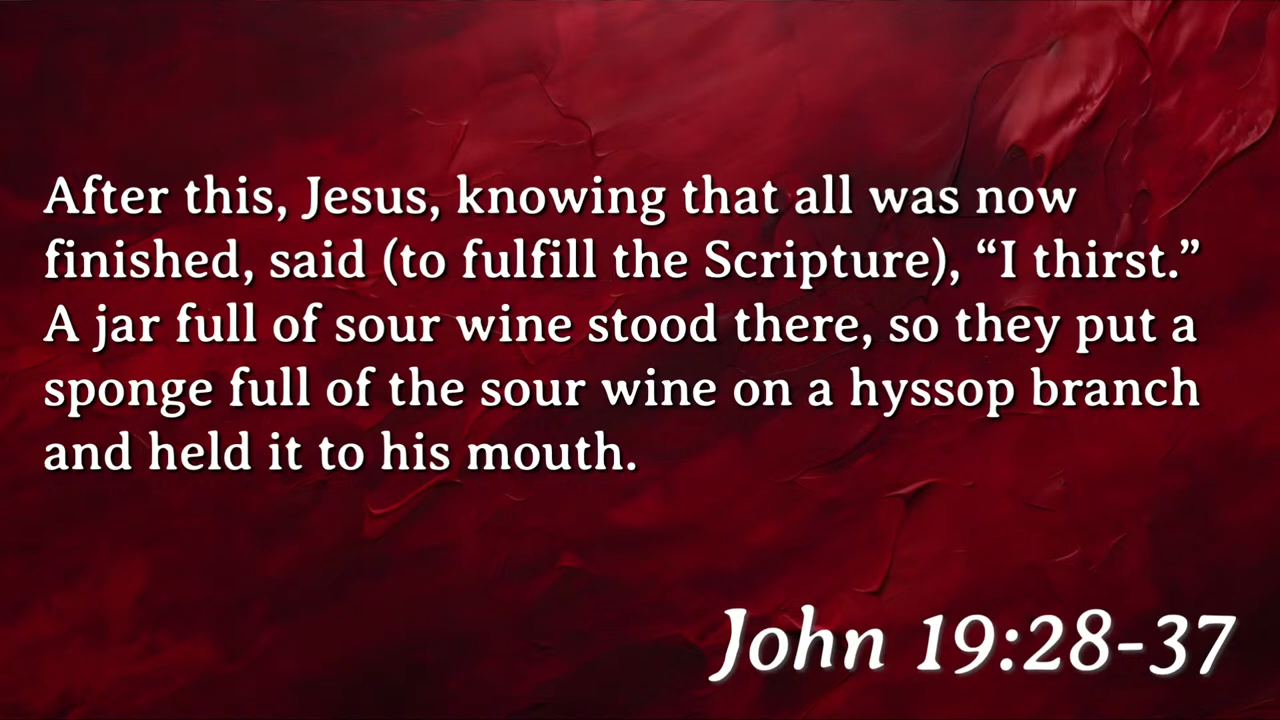 After this, Jesus, knowing that all was now
finished, said (to fulfill the Scripture), “I thirst.”
A jar full of sour wine stood there, so they put a
sponge full of the sour wine on a hyssop branch
and held it to his mouth.
John 19:28-37